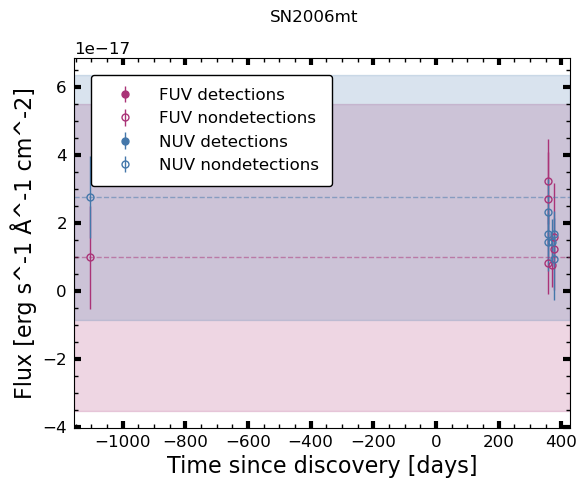 SN2006mt
1e−17
FUV detections
FUV nondetections
NUV detections
NUV nondetections
6
4
2
0
−2
−4
Flux [erg s^-1 Å^-1 cm^-2]
−1000 −800 −600 −400 −200 0 200 400
Time since discovery [days]